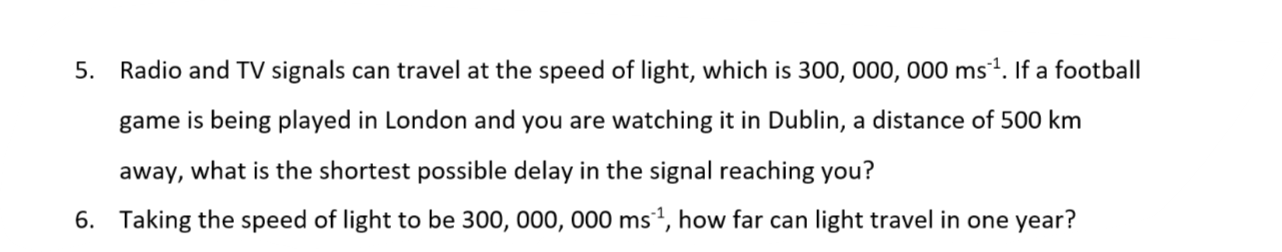 5. Radio and TV signals can travel at the speed of light, which is 300, 000, 000 ms⁻¹. If a football
game is being played in London and you are watching it in Dublin, a distance of 500 km
away, what is the shortest possible delay in the signal reaching you?
6. Taking the speed of light to be 300, 000, 000 ms⁻¹, how far can light travel in one year?